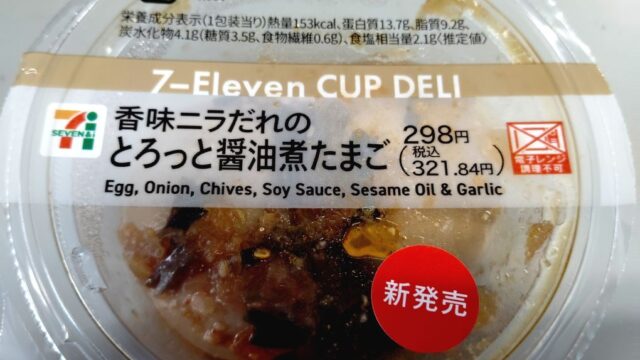 栄養成分表示(1包装当り)熱量153kcal、蛋白質13.7g、脂質9.2g、
炭水化物4.1g(糖質3.5g、食物繊維0.6g)、食塩相当量2.1g〈推定値〉
7-Eleven CUP DELI
SEVEN&i
香味ニラだれの
とろっと醤油煮たまご
298円
(税込
321.84円)
電子レンジ
調理不可
Egg, Onion, Chives, Soy Sauce, Sesame Oil & Garlic
新発売